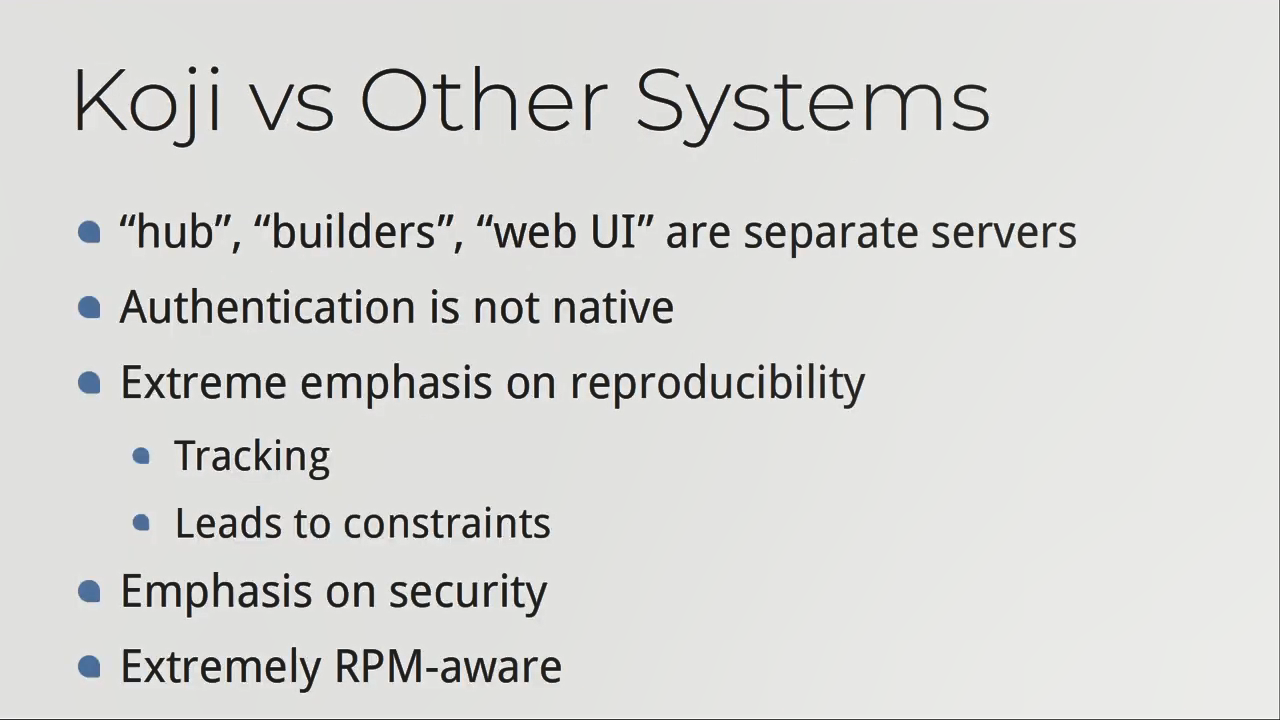 Koji vs Other Systems
“hub”, “builders”, “web UI” are separate servers
Authentication is not native
Extreme emphasis on reproducibility
Tracking
Leads to constraints
Emphasis on security
Extremely RPM-aware